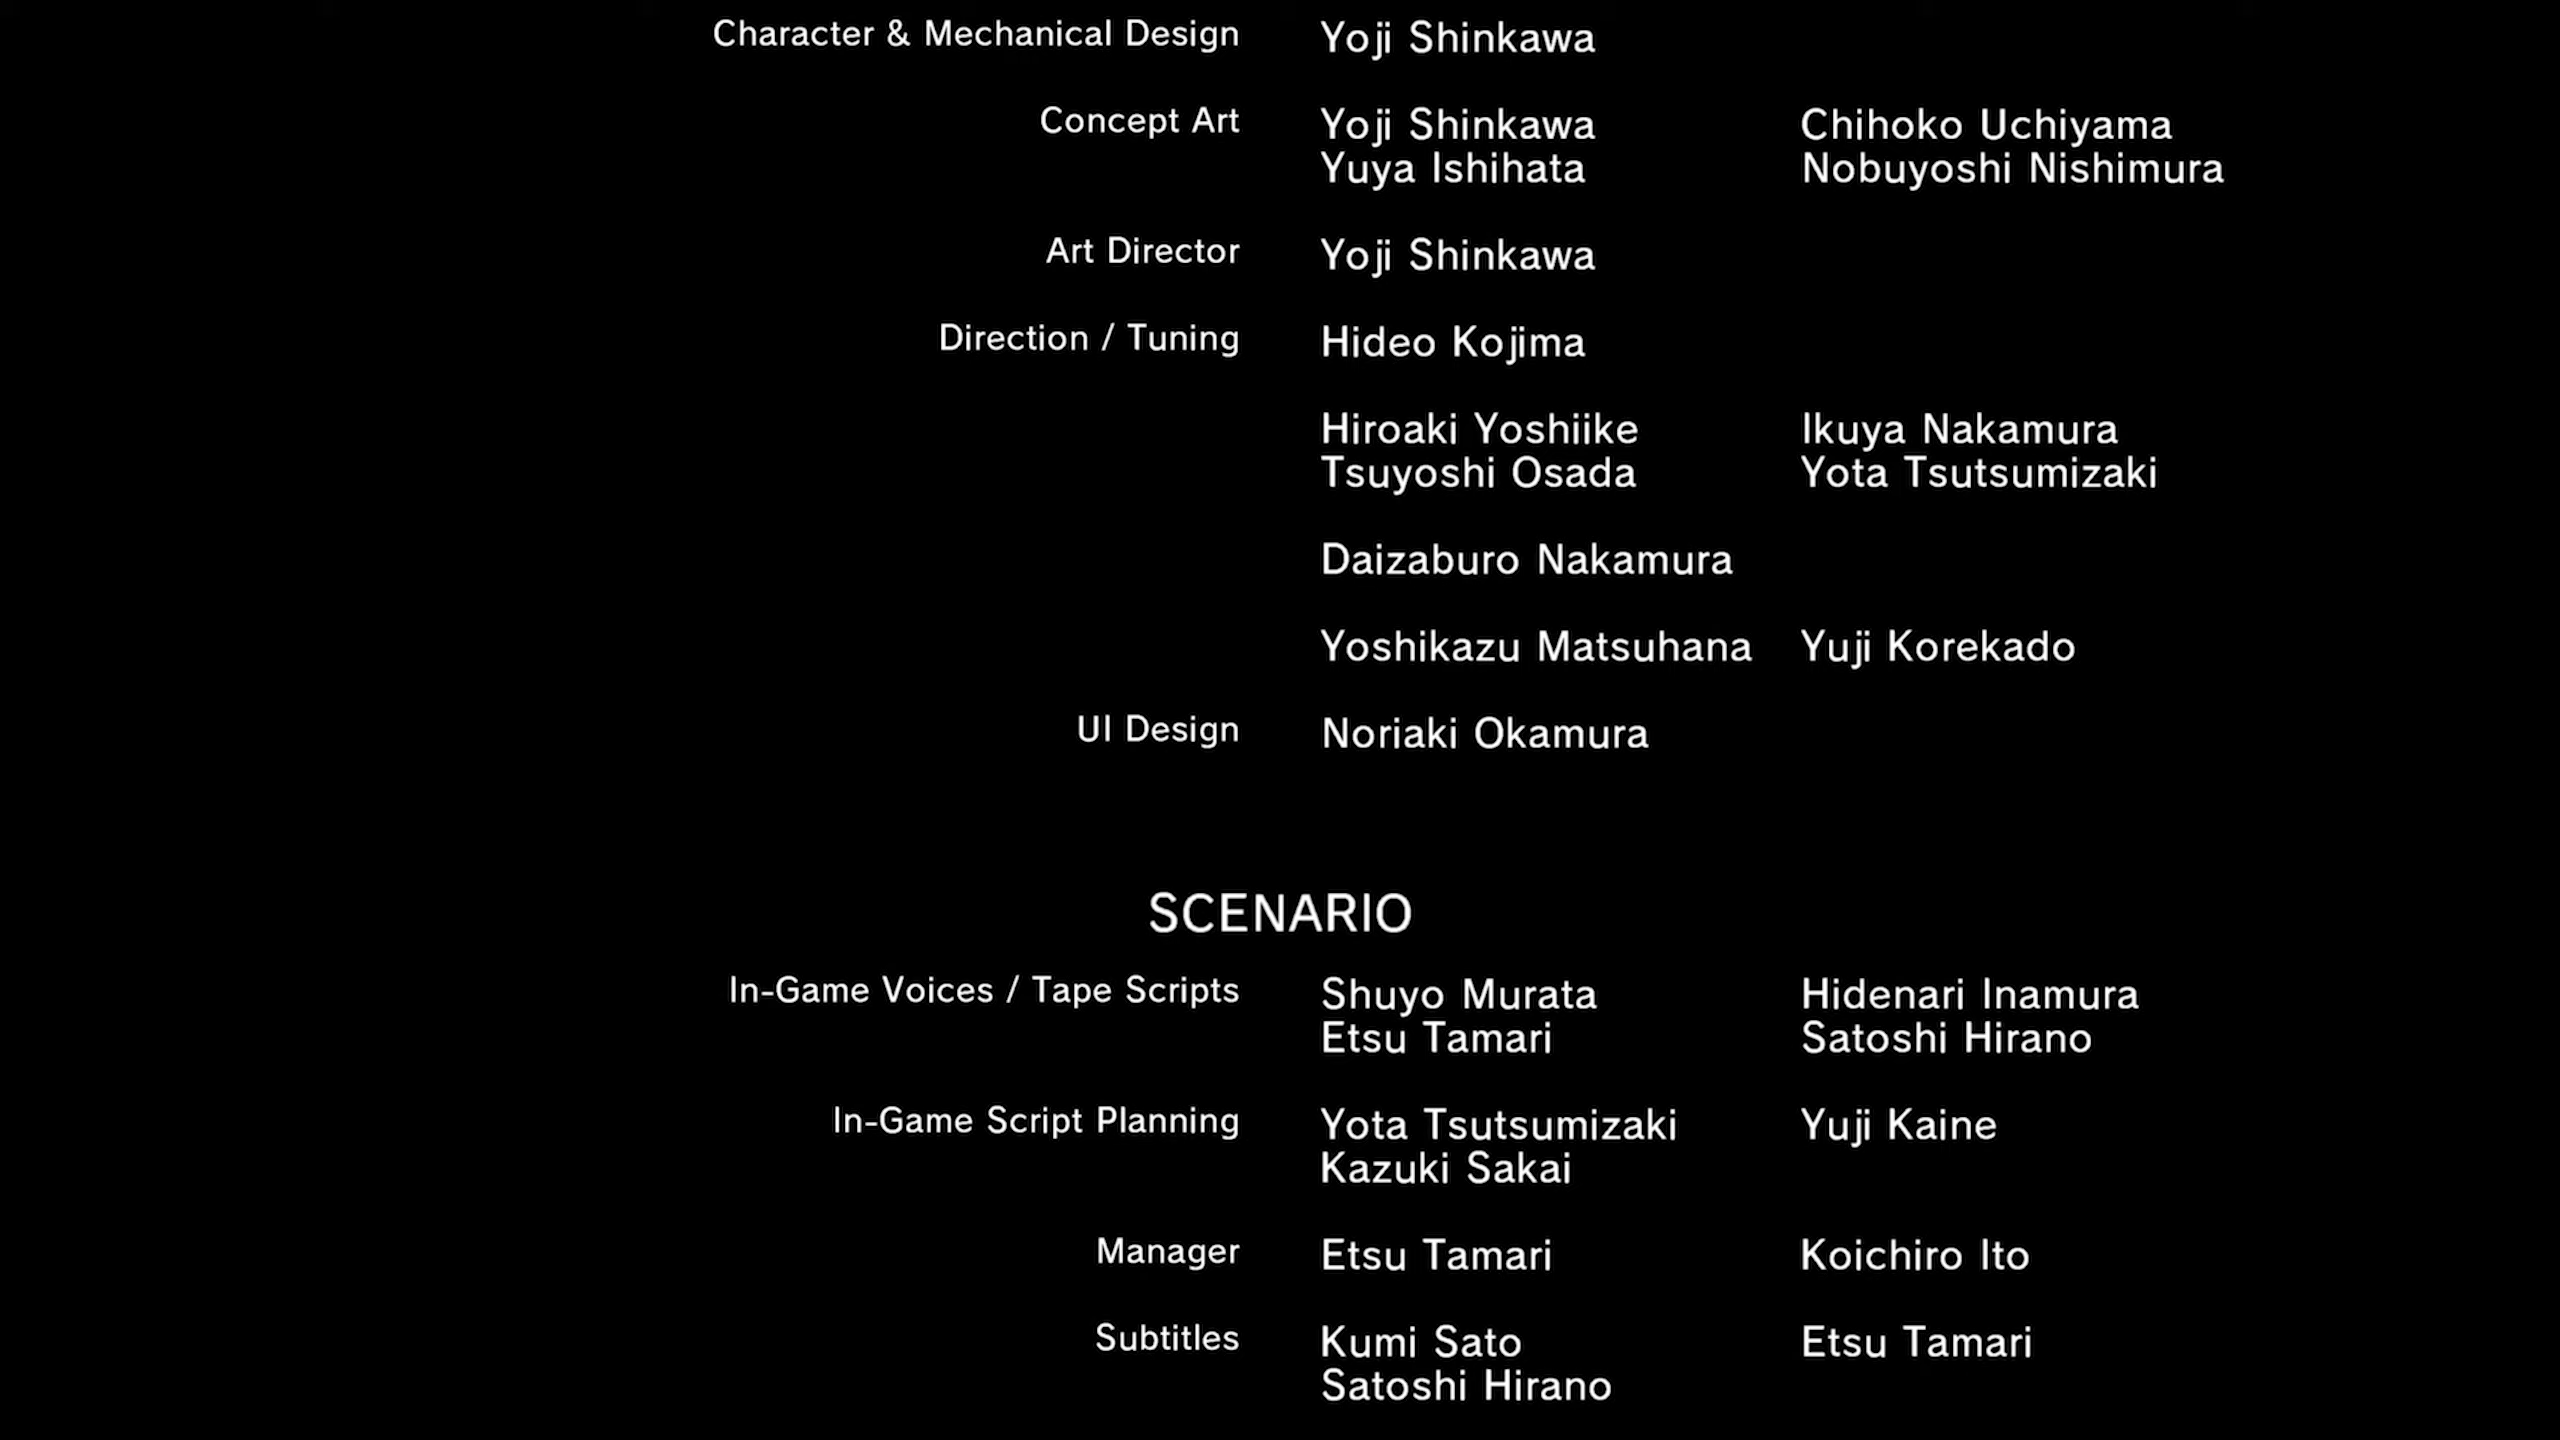 Character & Mechanical Design Yoji Shinkawa
Concept Art Yoji Shinkawa Chihoko Uchiyama
Yuya Ishihata Nobuyoshi Nishimura
Art Director Yoji Shinkawa
Direction / Tuning Hideo Kojima
Hiroaki Yoshiike Ikuya Nakamura
Tsuyoshi Osada Yota Tsutsumizaki
Daizaburo Nakamura
Yoshikazu Matsuhana Yuji Korekado
UI Design Noriaki Okamura
SCENARIO
In-Game Voices / Tape Scripts Shuyo Murata Hidenari Inamura
Etsu Tamari Satoshi Hirano
In-Game Script Planning Yota Tsutsumizaki Yuji Kaine
Kazuki Sakai
Manager Etsu Tamari Koichiro Ito
Subtitles Kumi Sato Etsu Tamari
Satoshi Hirano